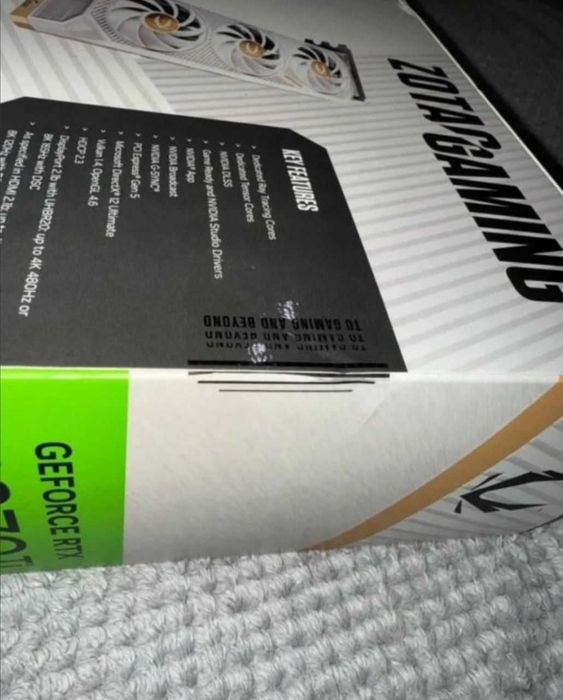 ZOTAC GAMING
KEY FEATURES
> Dedicated Ray Tracing Cores
> Dedicated Tensor Cores
> NVIDIA DLSS
> Game Ready and NVIDIA Studio Drivers
> NVIDIA App
> NVIDIA Broadcast
> NVIDIA G-SYNC®
> PCI Express® Gen 5
> Microsoft DirectX® 12 Ultimate
> Vulkan 1.4, OpenGL 4.6
> HDCP 2.3
> DisplayPort 2.1b with UHBR20: up to 4K 480Hz or
8K 165Hz with DSC
> As specified in HDMI 2.1b: up to
TO GAMING AND BEYOND
TO GAMING AND BEYOND
GEFORCE RTX